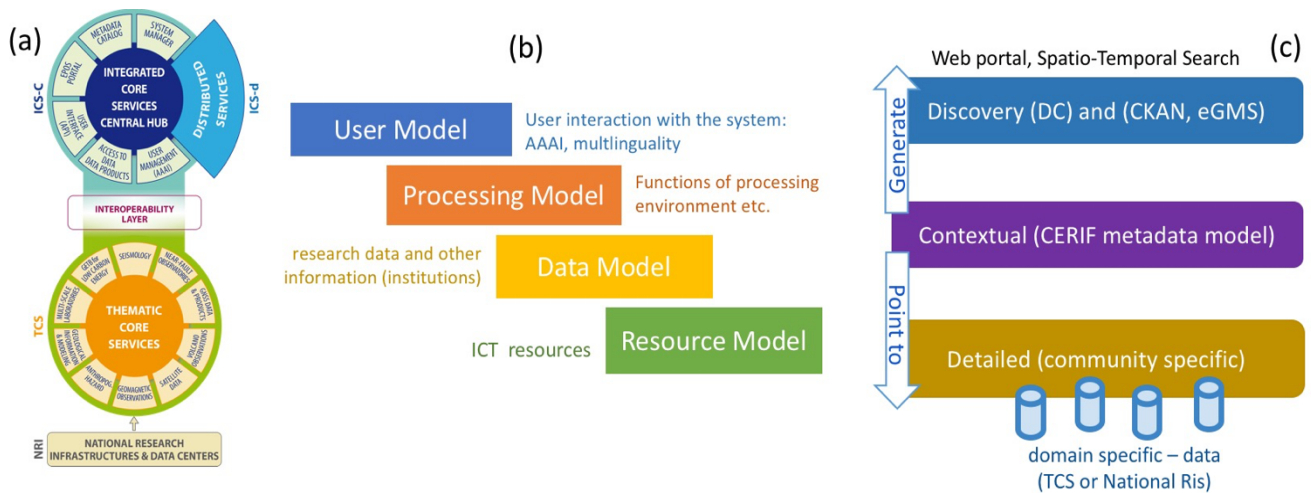 (a)
METADATA
CATALOG
SYSTEM
MANAGER
EPOS
PORTAL
ICS-C
INTEGRATED
CORE
SERVICES
CENTRAL HUB
DISTRIBUTED
SERVICES
ICS-d
USER
INTERFACE
(API)
ACCESS TO
DATA
DATA PRODUCTS
USER
MANAGEMENT
(AAAI)
INTEROPERABILITY
LAYER
GETB for
LOW CARBON
ENERGY
SEISMOLOGY
NEAR-FAULT
OBSERVATORIES
MULTI-SCALE
LABORATORIES
GNSS DATA
& PRODUCTS
TCS
THEMATIC
CORE
SERVICES
GEOLOGICAL
INFORMATION
& MODELING
VOLCANO
OBSERVATIONS
ANTHROPOG.
HAZARD
GEOMAGNETIC
OBSERVATIONS
SATELLITE
DATA
NRI
NATIONAL RESEARCH
INFRASTRUCTURES & DATA CENTERS
(b)
User Model
User interaction with the system:
AAAI, multlinguality
Processing Model
Functions of processing
environment etc.
research data and other
information (institutions)
Data Model
ICT resources
Resource Model
(c)
Web portal, Spatio-Temporal Search
Generate
Discovery (DC) and (CKAN, eGMS)
Contextual (CERIF metadata model)
Point to
Detailed (community specific)
domain specific – data
(TCS or National Ris)